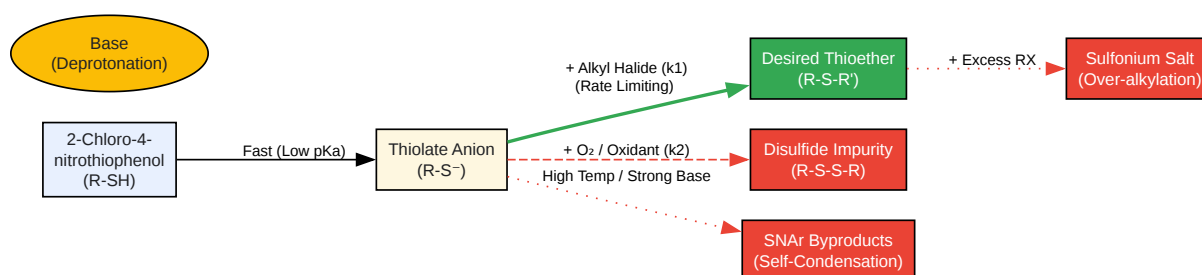 Base
(Deprotonation)
2-Chloro-4-
nitrothiophenol
(R-SH)
Fast (Low pKa)
Thiolate Anion
(R-S⁻)
+ Alkyl Halide (k1)
(Rate Limiting)
+ O₂ / Oxidant (k2)
High Temp / Strong Base
Desired Thioether
(R-S-R')
+ Excess RX
Sulfonium Salt
(Over-alkylation)
Disulfide Impurity
(R-S-S-R)
SNAr Byproducts
(Self-Condensation)